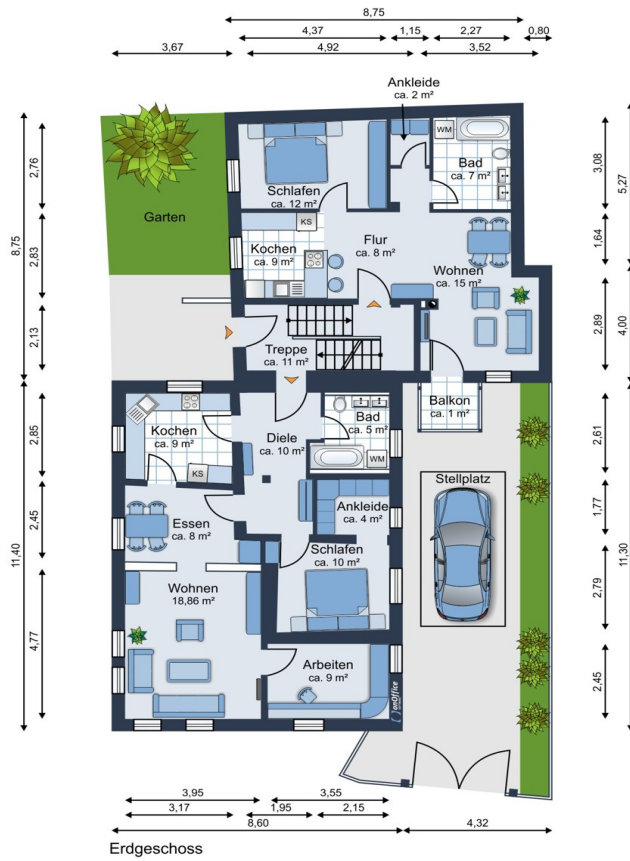 8,75
4,37
1,15
2,27
0,80
3,67
4,92
3,52
Ankleide
ca. 2 m²
WM
Bad
ca. 7 m²
Schlafen
ca. 12 m²
Garten
KS
Kochen
ca. 9 m²
Flur
ca. 8 m²
Wohnen
ca. 15 m²
Treppe
ca. 11 m²
Balkon
ca. 1 m²
Kochen
ca. 9 m²
KS
Diele
ca. 10 m²
Bad
ca. 5 m²
WM
Stellplatz
Essen
ca. 8 m²
Ankleide
ca. 4 m²
Schlafen
ca. 10 m²
Wohnen
18,86 m²
Arbeiten
ca. 9 m²
onOffice
8,75
2,76
2,83
2,13
11,40
2,85
2,45
4,77
3,08
5,27
1,64
2,89
4,00
2,61
1,77
11,30
2,79
2,45
3,95
3,55
3,17
1,95
2,15
8,60
4,32
Erdgeschoss